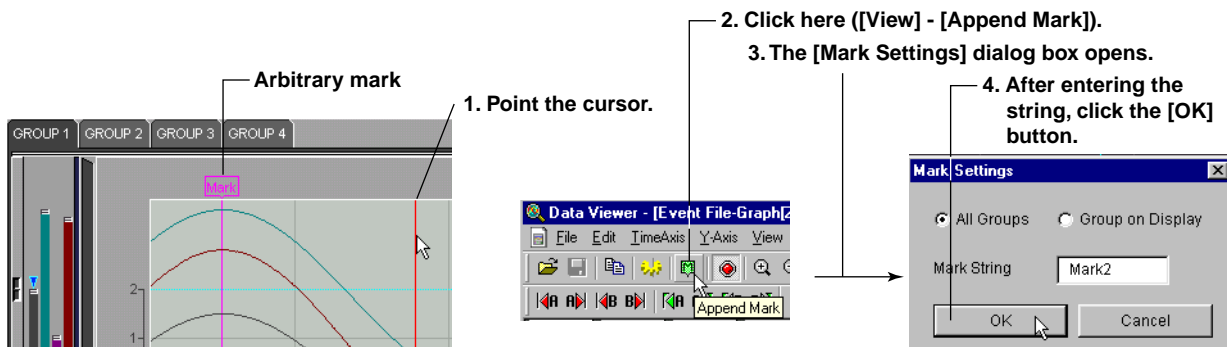 2. Click here ([View] - [Append Mark]).
3. The [Mark Settings] dialog box opens.
Arbitrary mark
1. Point the cursor.
4. After entering the
string, click the [OK]
button.
GROUP 1 GROUP 2 GROUP 3 GROUP 4
Mark
2
1
Data Viewer - [Event File-Graph[2
File Edit TimeAxis Y-Axis View
M
A A B B A
Append Mark
Mark Settings
All Groups Group on Display
Mark String Mark2
OK Cancel